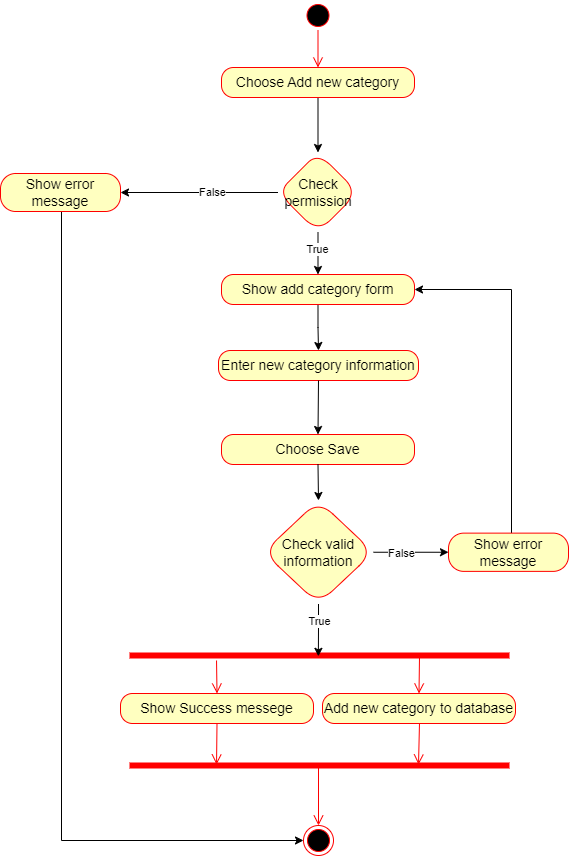 Choose Add new category
Check
permission
False
Show error
message
True
Show add category form
Enter new category information
Choose Save
Check valid
information
False
Show error
message
True
Show Success messege
Add new category to database